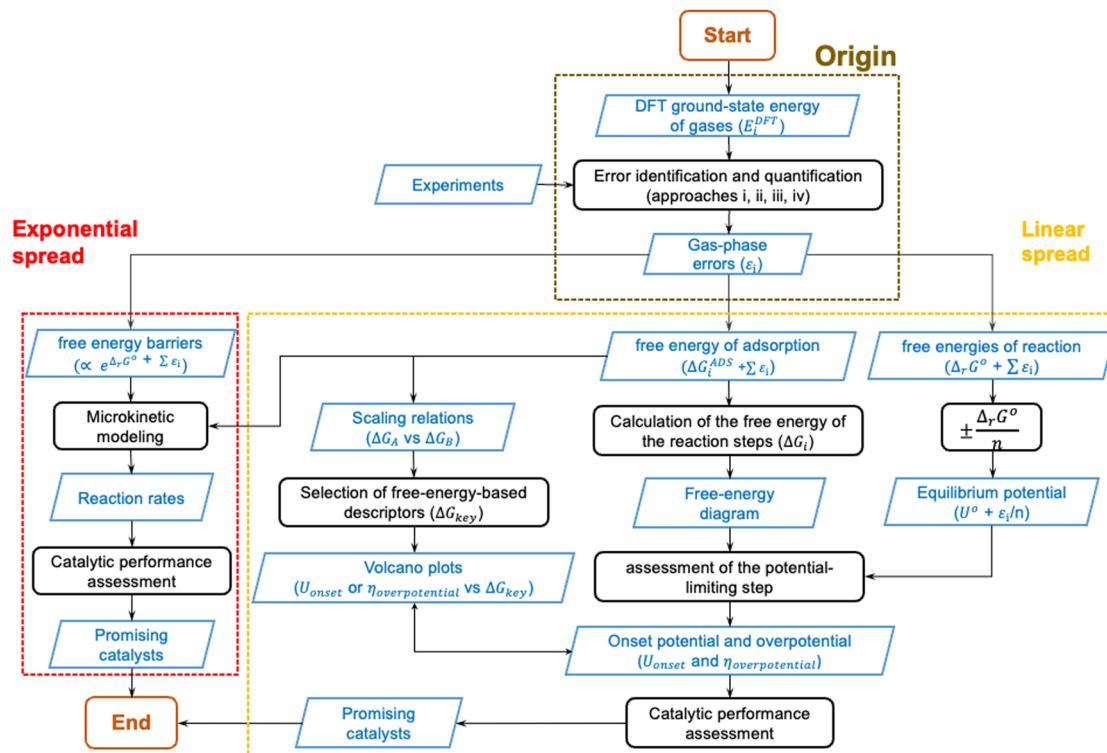 Start
Origin
DFT ground-state energy
of gases (𝐸ᵢᴰᶠᵀ)
Experiments
Error identification and quantification
(approaches i, ii, iii, iv)
Exponential
spread
Linear
spread
Gas-phase
errors (εᵢ)
free energy barriers
(∝ e^{Δ_rG^o + ∑ε_i})
free energy of adsorption
(ΔG_i^{ADS} +∑ε_i)
free energies of reaction
(Δ_rG^o + ∑ε_i)
Microkinetic
modeling
Scaling relations
(ΔG_A vs ΔG_B)
Calculation of the free energy of
the reaction steps (ΔG_i)
± Δ_rG^o / n
Reaction rates
Selection of free-energy-based
descriptors (ΔG_key)
Free-energy
diagram
Equilibrium potential
(U^o + ε_i/n)
Catalytic performance
assessment
Volcano plots
(U_onset or η_overpotential vs ΔG_key)
assessment of the potential-
limiting step
Promising
catalysts
Onset potential and overpotential
(U_onset and η_overpotential)
End
Promising
catalysts
Catalytic performance
assessment